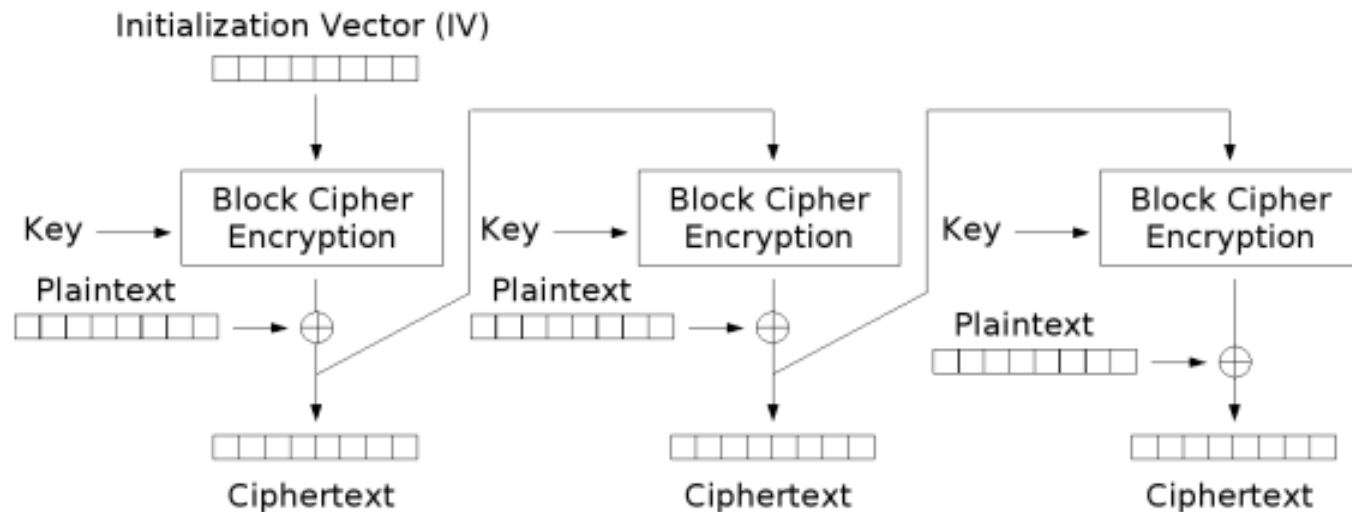 Initialization Vector (IV)
Block Cipher
Encryption
Key
Plaintext
Ciphertext
Block Cipher
Encryption
Key
Plaintext
Ciphertext
Block Cipher
Encryption
Key
Plaintext
Ciphertext